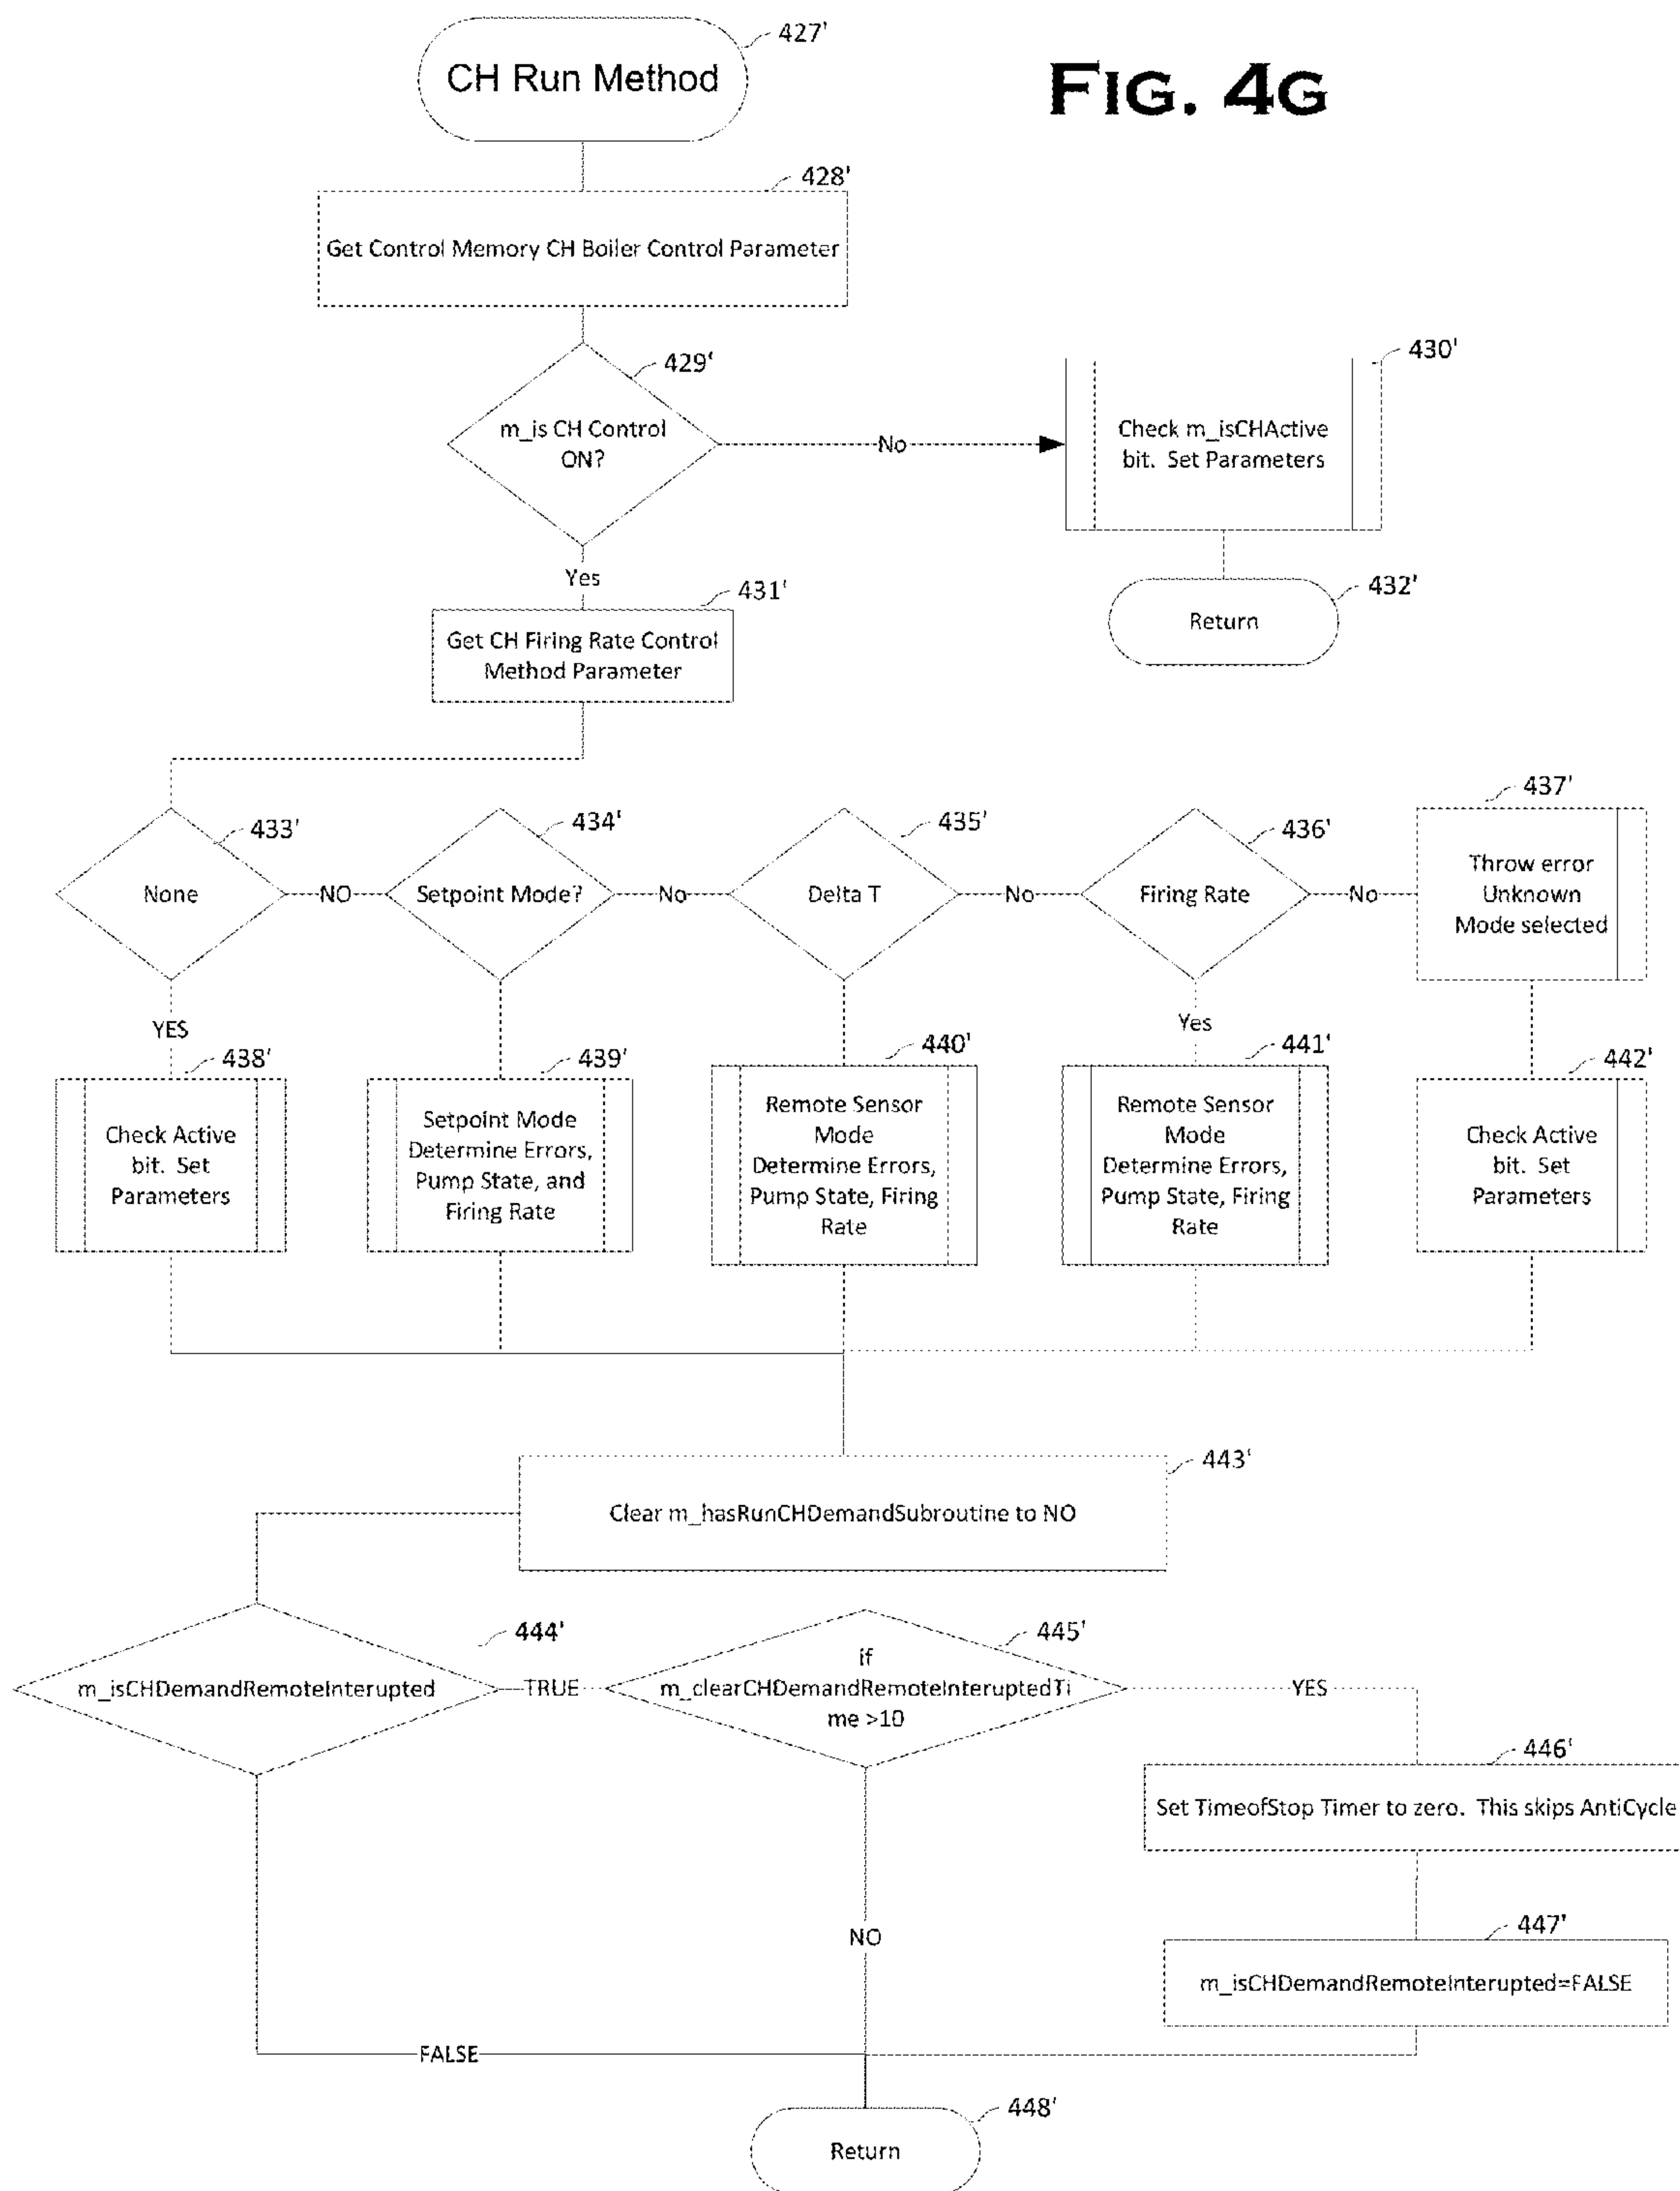 427'
CH Run Method
FIG. 4G
428'
Get Control Memory CH Boiler Control Parameter
429'
m_is CH Control
ON?
No
430'
Check m_isCHActive
bit. Set Parameters
Yes
431'
432'
Return
Get CH Firing Rate Control
Method Parameter
433'
434'
435'
436'
437'
None
NO
Setpoint Mode?
No
Delta T
No
Firing Rate
No
Throw error
Unknown
Mode selected
YES
Yes
438'
439'
440'
441'
442'
Check Active
bit. Set
Parameters
Setpoint Mode
Determine Errors,
Pump State, and
Firing Rate
Remote Sensor
Mode
Determine Errors,
Pump State, Firing
Rate
Remote Sensor
Mode
Determine Errors,
Pump State, Firing
Rate
Check Active
bit. Set
Parameters
443'
Clear m_hasRunCHDemandSubroutine to NO
444'
445'
m_isCHDemandRemoteInterupted
TRUE
if
m_clearCHDemandRemoteInteruptedTi
me >10
YES
446'
Set TimeofStop Timer to zero. This skips AntiCycle
NO
447'
m_isCHDemandRemoteInterupted=FALSE
FALSE
448'
Return